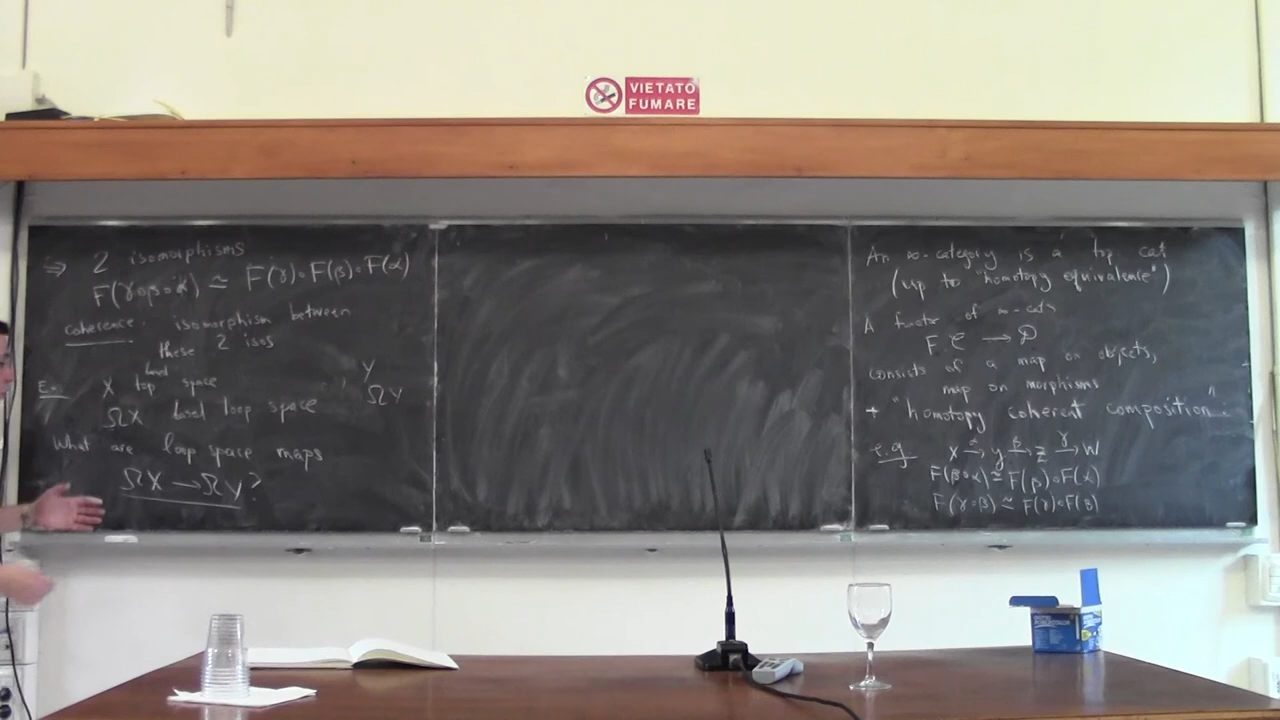 VIETATO
FUMARE
⇒ 2 isomorphisms
F(γ∘β∘α) ≃ F(γ)∘F(β)∘F(α)
coherence. isomorphism between
these 2 isos
E.g. X based top space , Y
ΩX based loop space ΩY
What are loop space maps
ΩX → ΩY?
An ∞-category is a top cat
(up to "homotopy equivalence")
A functor of ∞-cats
F: C → D
consists of a map on objects,
map on morphisms
+ "homotopy coherent composition"
e.g. X →α y →β z →γ W
F(β∘α) ≃ F(β)∘F(α)
F(γ∘β) ≃ F(γ)∘F(β)